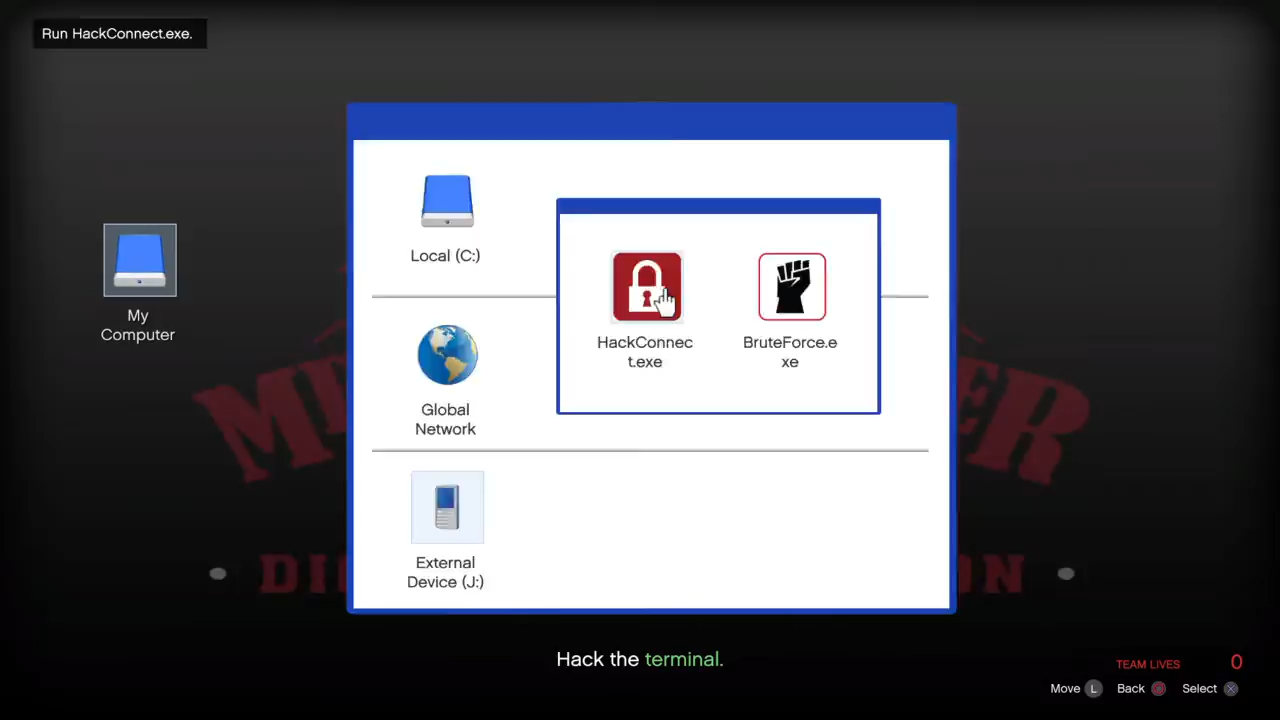 Run HackConnect.exe.
Local (C:)
My
Computer
HackConnec
t.exe
BruteForce.e
xe
Global
Network
External
Device (J:)
Hack the terminal.
TEAM LIVES 0
Move L Back Select